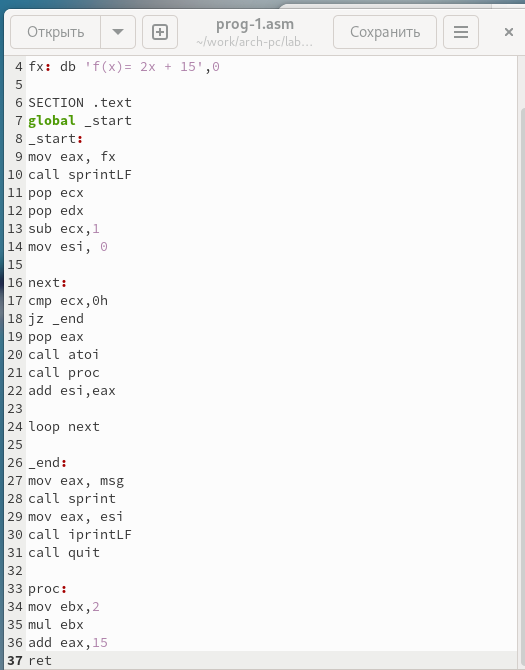 Открыть
prog-1.asm
~/work/arch-pc/lab...
Сохранить
4 fx: db 'f(x)= 2x + 15',0
5
6 SECTION .text
7 global _start
8 _start:
9 mov eax, fx
10 call sprintLF
11 pop ecx
12 pop edx
13 sub ecx,1
14 mov esi, 0
15
16 next:
17 cmp ecx,0h
18 jz _end
19 pop eax
20 call atoi
21 call proc
22 add esi,eax
23
24 loop next
25
26 _end:
27 mov eax, msg
28 call sprint
29 mov eax, esi
30 call iprintLF
31 call quit
32
33 proc:
34 mov ebx,2
35 mul ebx
36 add eax,15
37 ret